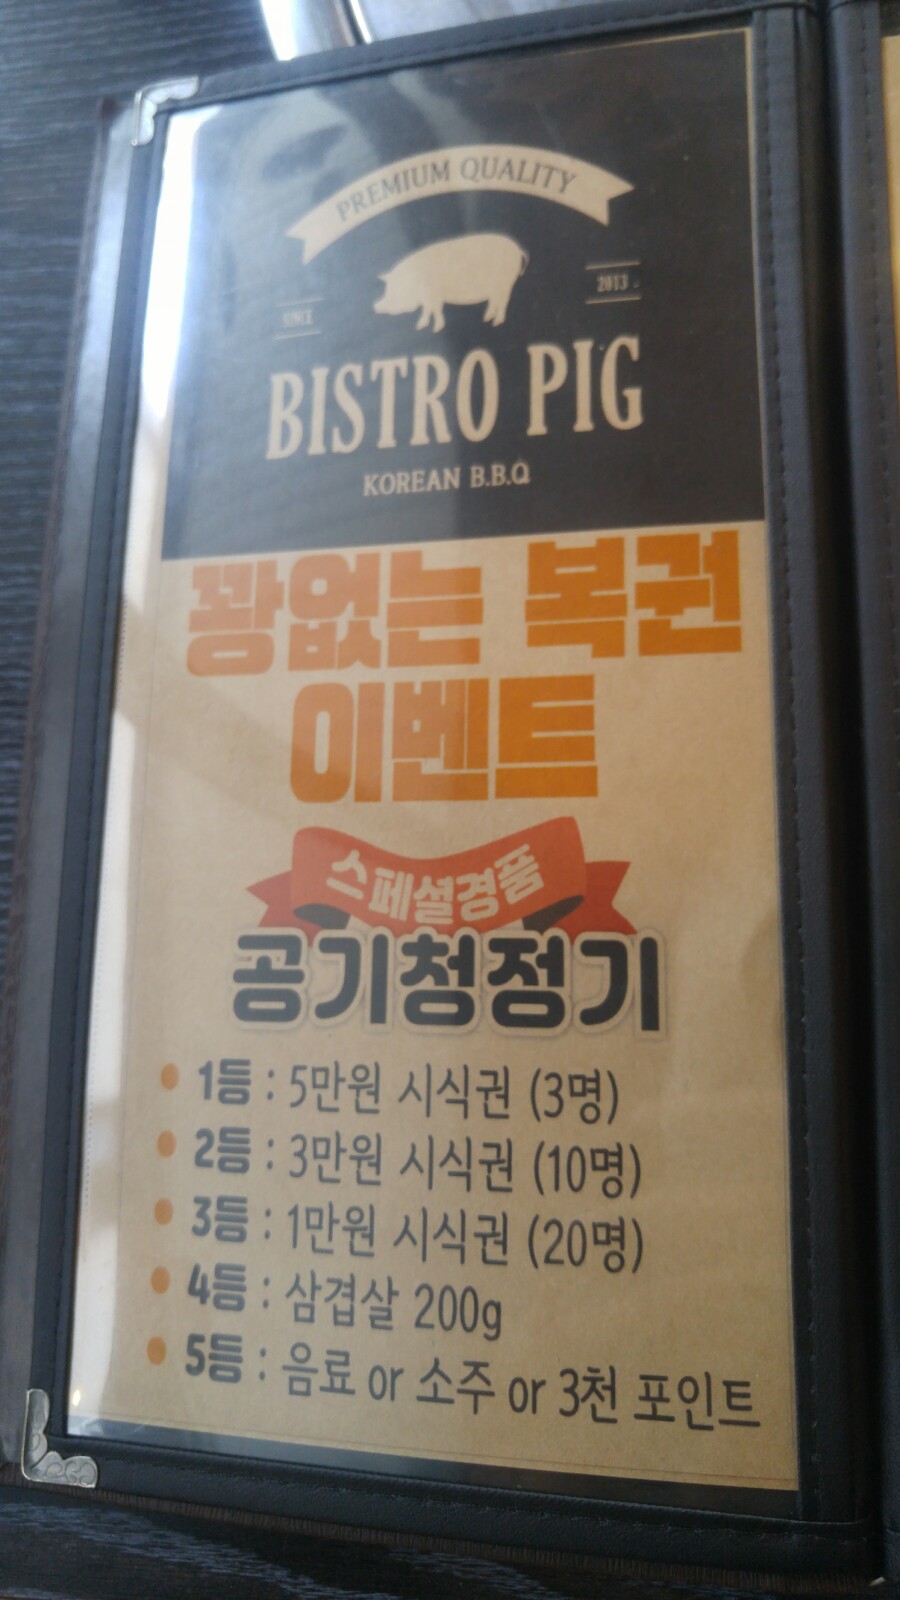 PREMIUM QUALITY
SINCE
2013
BISTRO PIG
KOREAN B.B.Q
꽝없는 복권
이벤트
스페셜경품
공기청정기
1등 : 5만원 시식권 (3명)
2등 : 3만원 시식권 (10명)
3등 : 1만원 시식권 (20명)
4등 : 삼겹살 200g
5등 : 음료 or 소주 or 3천 포인트